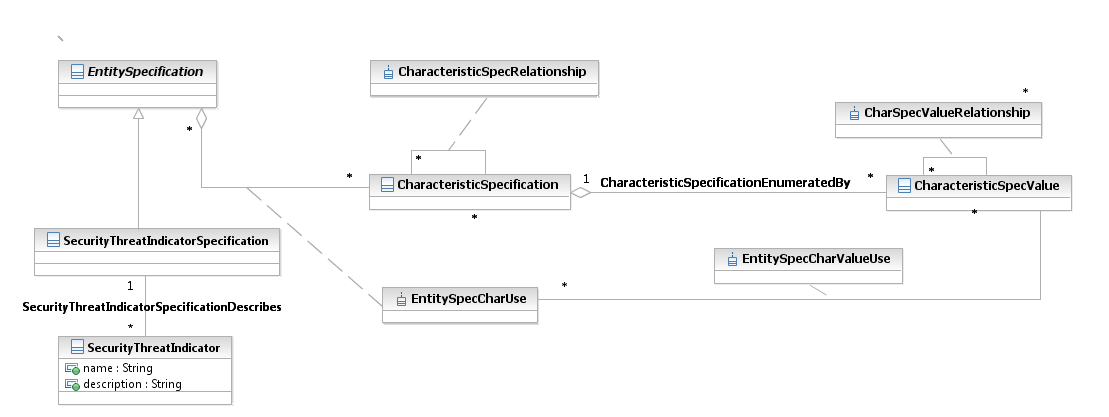 EntitySpecification
CharacteristicSpecRelationship
*
CharSpecValueRelationship
*
*
*
CharacteristicSpecification
1
CharacteristicSpecificationEnumeratedBy
*
*
CharacteristicSpecValue
*
*
SecurityThreatIndicatorSpecification
EntitySpecCharValueUse
1
EntitySpecCharUse
*
SecurityThreatIndicatorSpecificationDescribes
*
SecurityThreatIndicator
name : String
description : String